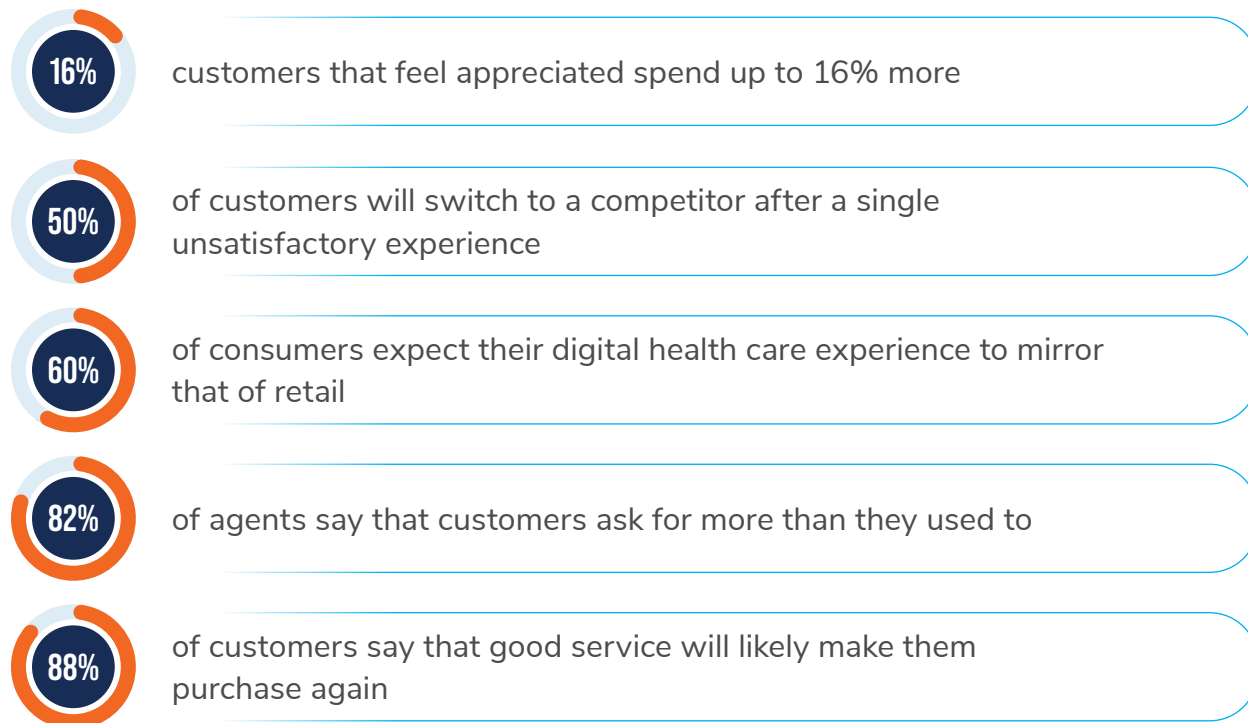 16%
customers that feel appreciated spend up to 16% more
50%
of customers will switch to a competitor after a single
unsatisfactory experience
60%
of consumers expect their digital health care experience to mirror
that of retail
82%
of agents say that customers ask for more than they used to
88%
of customers say that good service will likely make them
purchase again